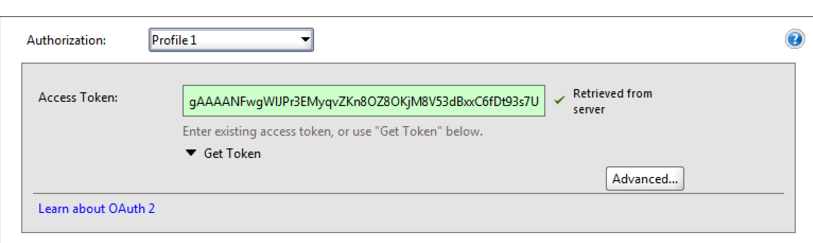 Authorization: Profile 1
Access Token: gAAAANFwgWIJPr3EMyqvZKn8OZ8OKjM8V53dBxxC6fDt93s7U Retrieved from
server
Enter existing access token, or use "Get Token" below.
Get Token
Advanced...
Learn about OAuth 2